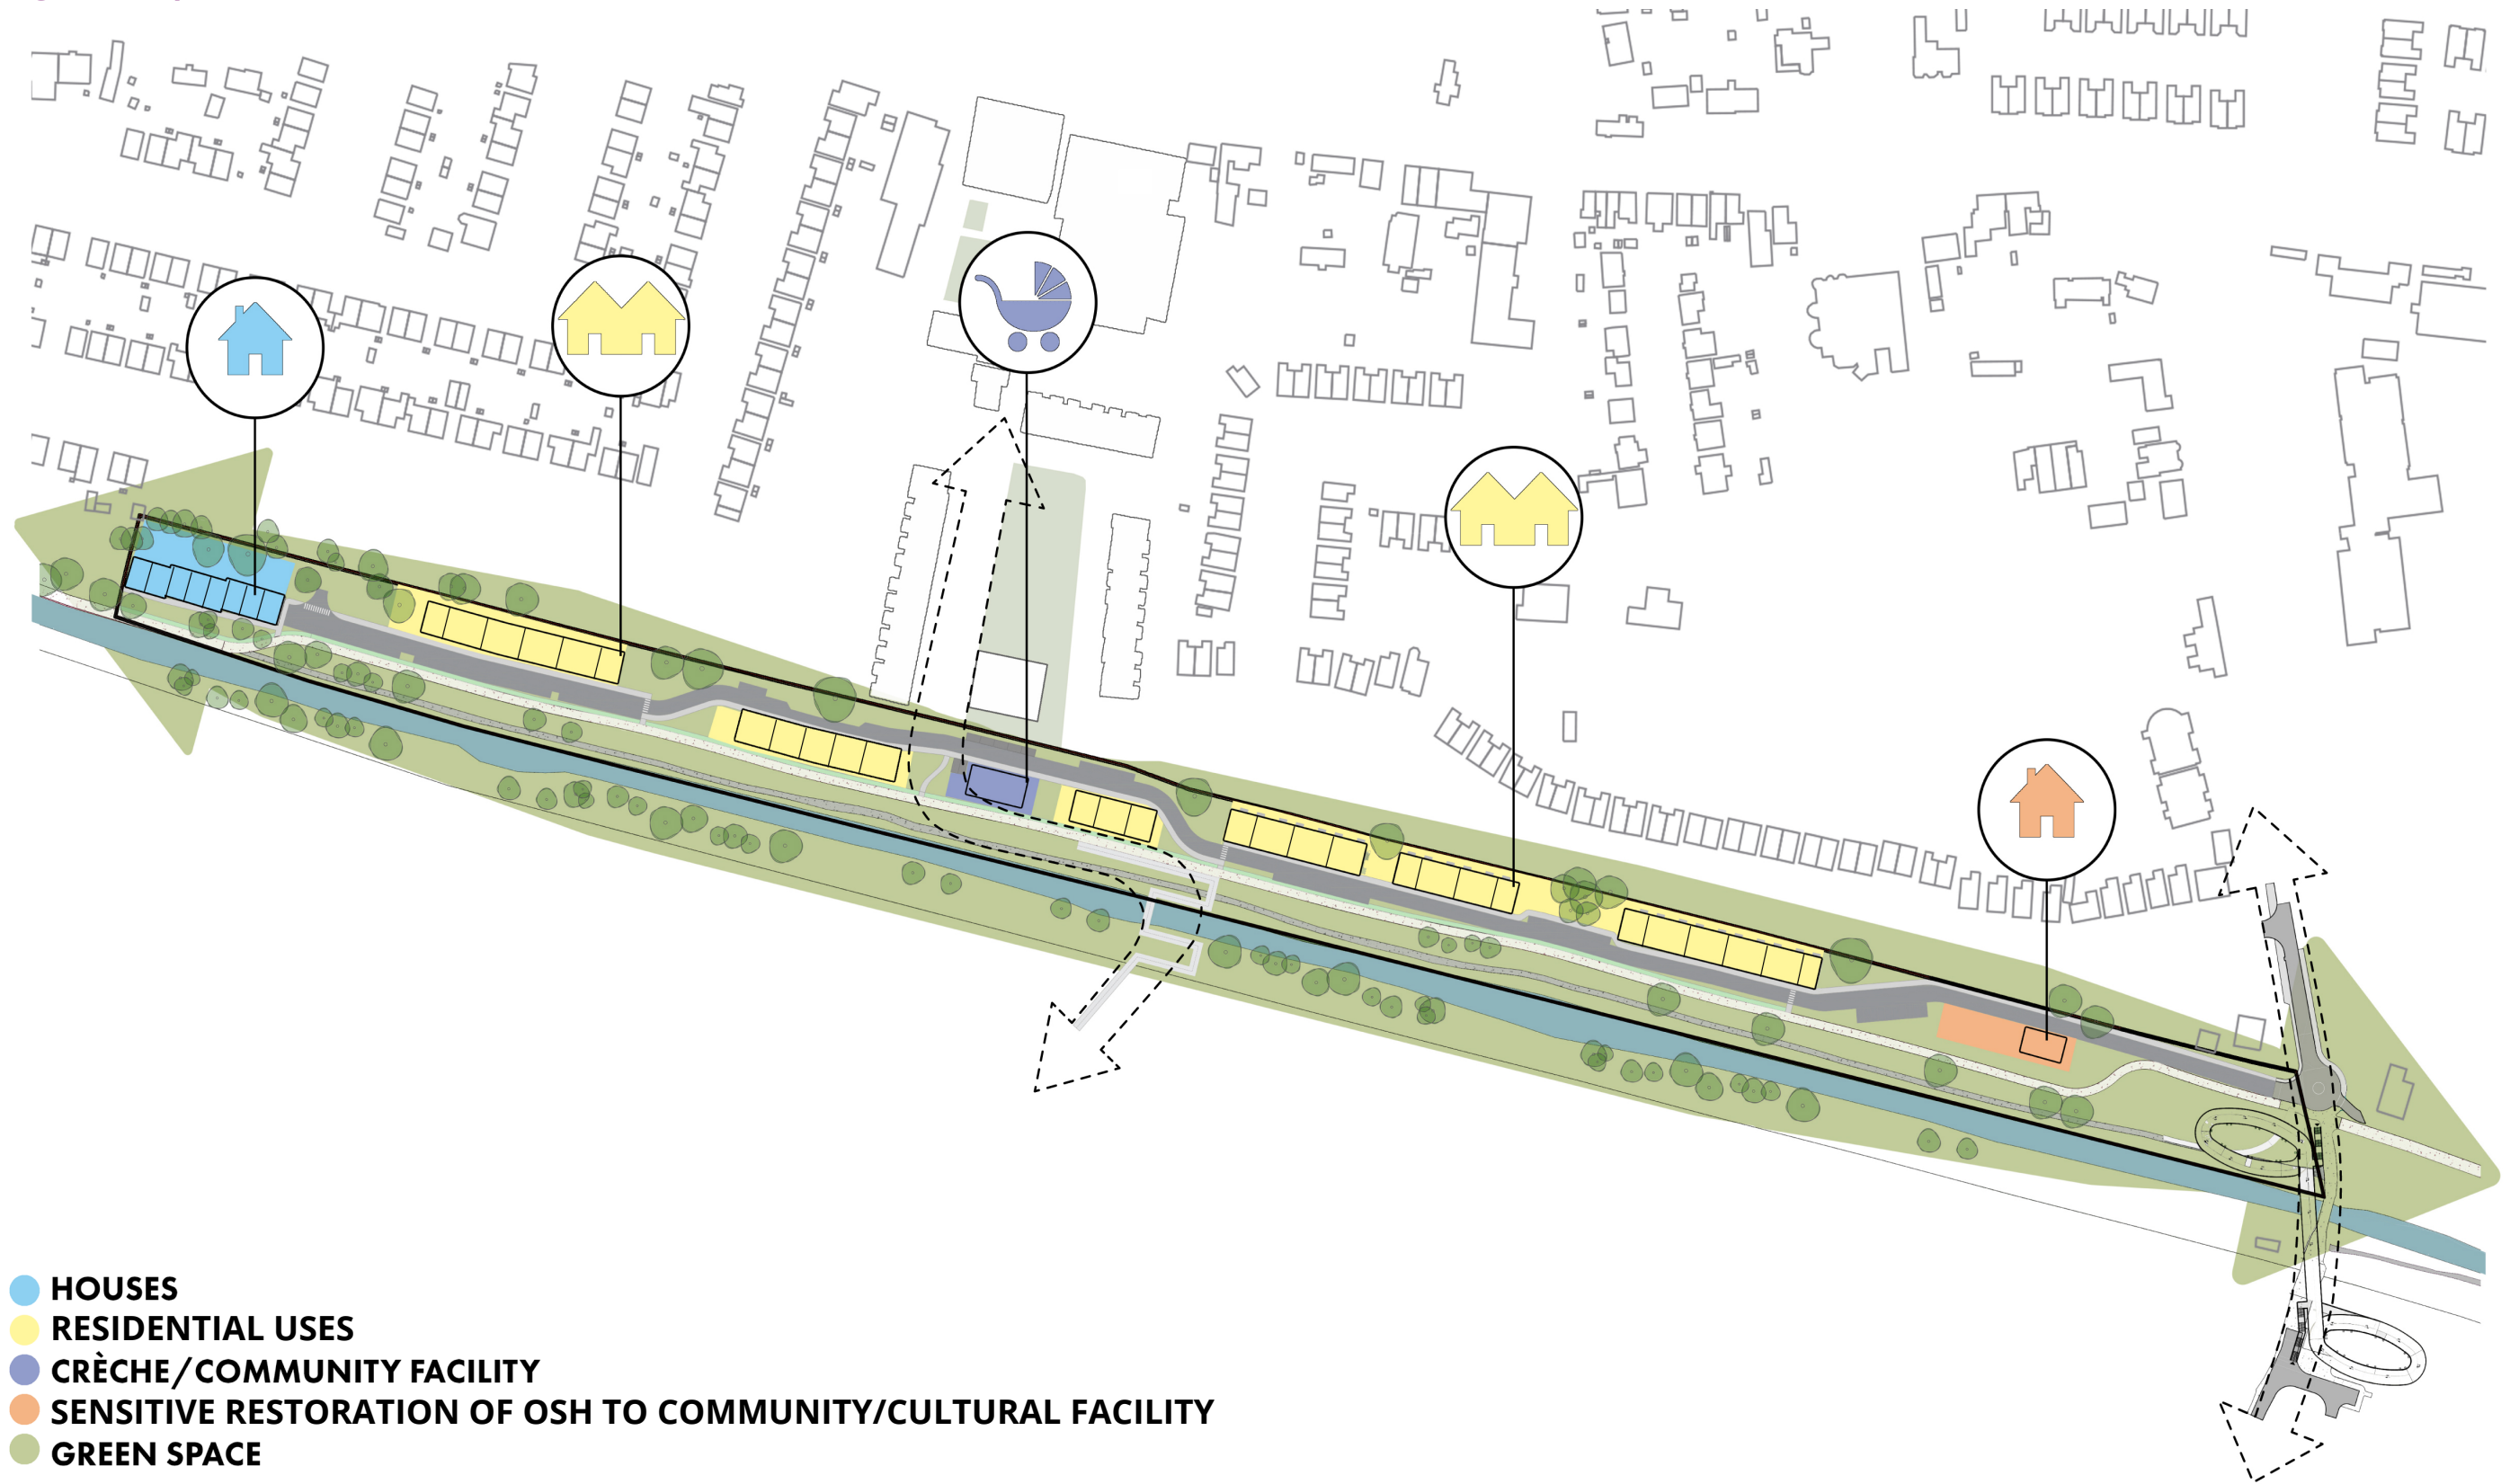 HOUSES
RESIDENTIAL USES
CRÈCHE/COMMUNITY FACILITY
SENSITIVE RESTORATION OF OSH TO COMMUNITY/CULTURAL FACILITY
GREEN SPACE